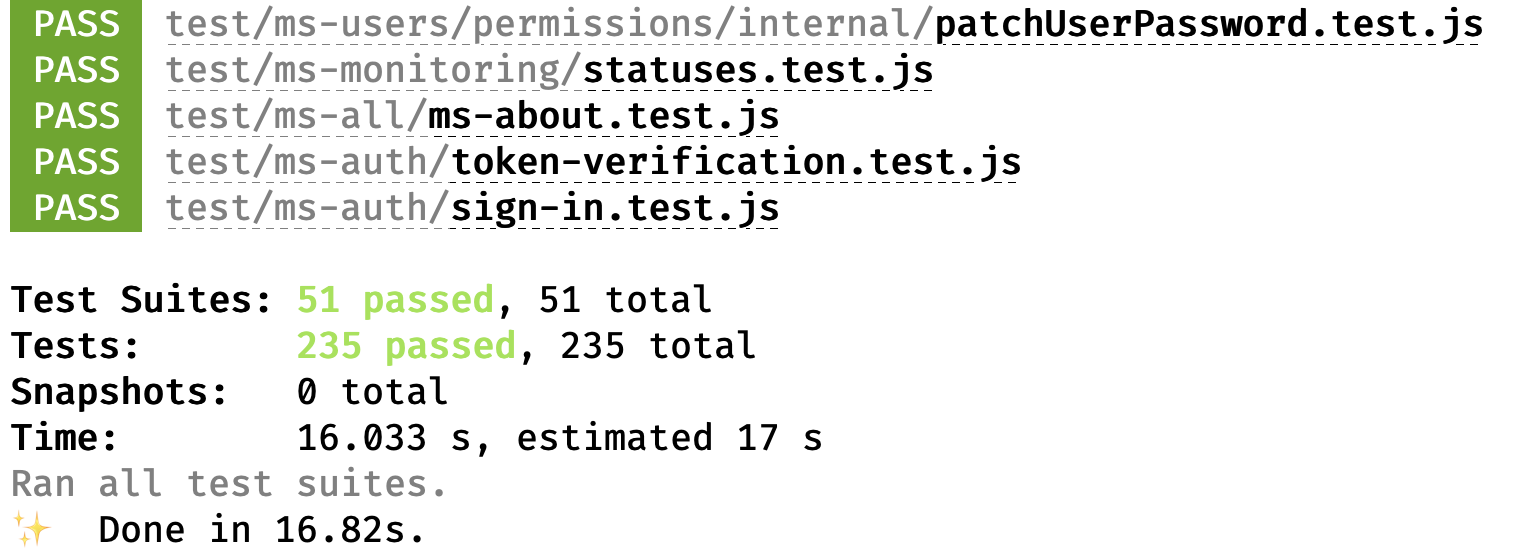 PASS test/ms-users/permissions/internal/patchUserPassword.test.js
PASS test/ms-monitoring/statuses.test.js
PASS test/ms-all/ms-about.test.js
PASS test/ms-auth/token-verification.test.js
PASS test/ms-auth/sign-in.test.js
Test Suites: 51 passed, 51 total
Tests: 235 passed, 235 total
Snapshots: 0 total
Time: 16.033 s, estimated 17 s
Ran all test suites.
✨ Done in 16.82s.